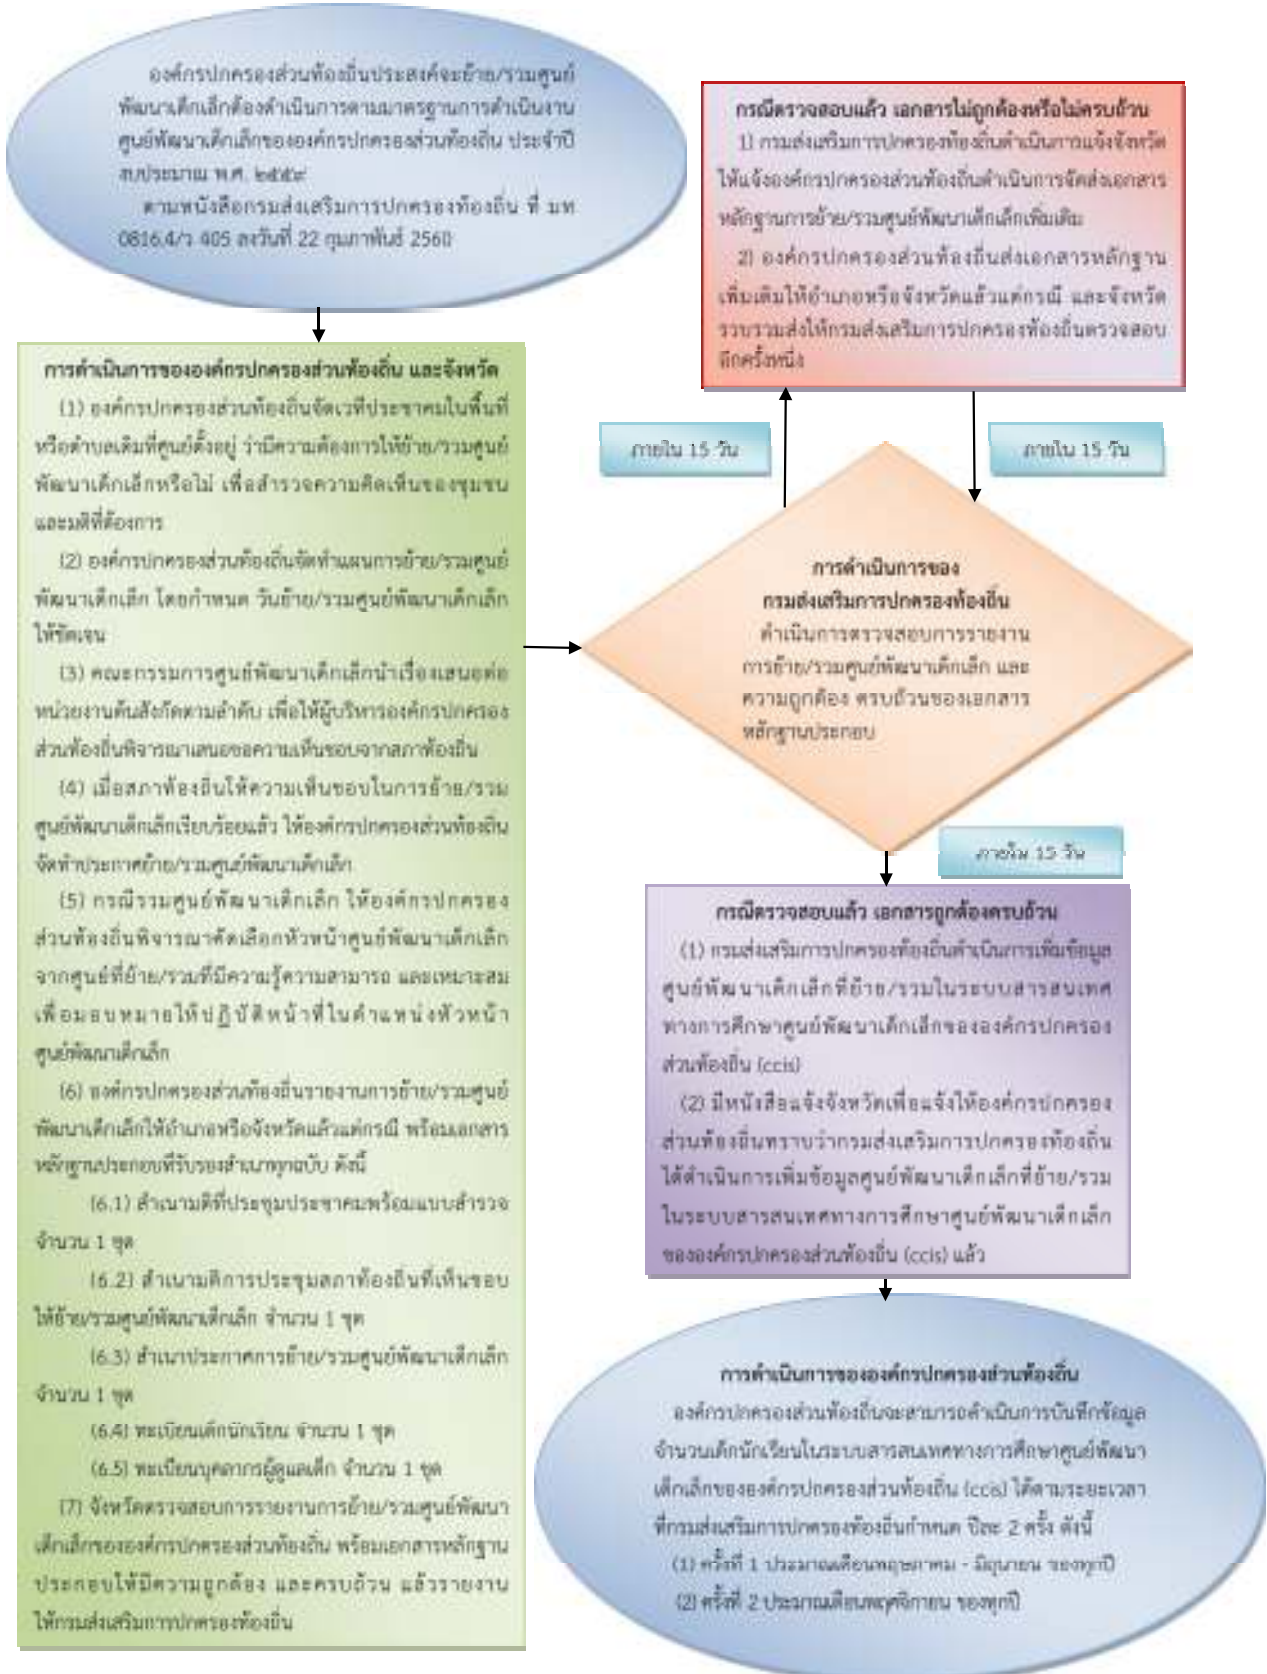 องค์กรปกครองส่วนท้องถิ่นประสงค์จะย้าย/รวมศูนย์
พัฒนาเด็กเล็กต้องดำเนินการตามมาตรฐานการดำเนินงาน
ศูนย์พัฒนาเด็กเล็กขององค์กรปกครองส่วนท้องถิ่น ประจำปี
งบประมาณ พ.ศ. ๒๕๕๙
ตามหนังสือกรมส่งเสริมการปกครองท้องถิ่น ที่ มท
0816.4/ว 405 ลงวันที่ 22 กุมภาพันธ์ 2560
การดำเนินการขององค์กรปกครองส่วนท้องถิ่น และจังหวัด
(1) องค์กรปกครองส่วนท้องถิ่นจัดเวทีประชาคมในพื้นที่
หรือตำบลเดิมที่ศูนย์ตั้งอยู่ ว่ามีความต้องการให้ย้าย/รวมศูนย์
พัฒนาเด็กเล็กหรือไม่ เพื่อสำรวจความคิดเห็นของชุมชน
และมติที่ต้องการ
(2) องค์กรปกครองส่วนท้องถิ่นจัดทำแผนการย้าย/รวมศูนย์
พัฒนาเด็กเล็ก โดยกำหนด วันย้าย/รวมศูนย์พัฒนาเด็กเล็ก
ให้ชัดเจน
(3) คณะกรรมการศูนย์พัฒนาเด็กเล็กนำเรื่องเสนอต่อ
หน่วยงานต้นสังกัดตามลำดับ เพื่อให้ผู้บริหารองค์กรปกครอง
ส่วนท้องถิ่นพิจารณาเสนอขอความเห็นชอบจากสภาท้องถิ่น
(4) เมื่อสภาท้องถิ่นให้ความเห็นชอบในการย้าย/รวม
ศูนย์พัฒนาเด็กเล็กเรียบร้อยแล้ว ให้องค์กรปกครองส่วนท้องถิ่น
จัดทำประกาศย้าย/รวมศูนย์พัฒนาเด็กเล็ก
(5) กรณีรวมศูนย์พัฒนาเด็กเล็ก ให้องค์กรปกครอง
ส่วนท้องถิ่นพิจารณาคัดเลือกหัวหน้าศูนย์พัฒนาเด็กเล็ก
จากศูนย์ที่ย้าย/รวมที่มีความรู้ความสามารถ และเหมาะสม
เพื่อมอบหมายให้ปฏิบัติหน้าที่ในตำแหน่งหัวหน้า
ศูนย์พัฒนาเด็กเล็ก
(6) องค์กรปกครองส่วนท้องถิ่นรายงานการย้าย/รวมศูนย์
พัฒนาเด็กเล็กให้อำเภอหรือจังหวัดแล้วแต่กรณี พร้อมเอกสาร
หลักฐานประกอบที่รับรองสำเนาทุกฉบับ ดังนี้
(6.1) สำเนามติที่ประชุมประชาคมพร้อมแบบสำรวจ
จำนวน 1 ชุด
(6.2) สำเนามติการประชุมสภาท้องถิ่นที่เห็นชอบ
ให้ย้าย/รวมศูนย์พัฒนาเด็กเล็ก จำนวน 1 ชุด
(6.3) สำเนาประกาศการย้าย/รวมศูนย์พัฒนาเด็กเล็ก
จำนวน 1 ชุด
(6.4) ทะเบียนเด็กนักเรียน จำนวน 1 ชุด
(6.5) ทะเบียนบุคลากรผู้ดูแลเด็ก จำนวน 1 ชุด
(7) จังหวัดตรวจสอบการรายงานการย้าย/รวมศูนย์พัฒนา
เด็กเล็กขององค์กรปกครองส่วนท้องถิ่น พร้อมเอกสารหลักฐาน
ประกอบให้มีความถูกต้อง และครบถ้วน แล้วรายงาน
ให้กรมส่งเสริมการปกครองท้องถิ่น
กรณีตรวจสอบแล้ว เอกสารไม่ถูกต้องหรือไม่ครบถ้วน
1) กรมส่งเสริมการปกครองท้องถิ่นดำเนินการแจ้งจังหวัด
ให้แจ้งองค์กรปกครองส่วนท้องถิ่นดำเนินการจัดส่งเอกสาร
หลักฐานการย้าย/รวมศูนย์พัฒนาเด็กเล็กเพิ่มเติม
2) องค์กรปกครองส่วนท้องถิ่นส่งเอกสารหลักฐาน
เพิ่มเติมให้อำเภอหรือจังหวัดแล้วแต่กรณี และจังหวัด
รวบรวมส่งให้กรมส่งเสริมการปกครองท้องถิ่นตรวจสอบ
อีกครั้งหนึ่ง
ภายใน 15 วัน
ภายใน 15 วัน
การดำเนินการของ
กรมส่งเสริมการปกครองท้องถิ่น
ดำเนินการตรวจสอบการรายงาน
การย้าย/รวมศูนย์พัฒนาเด็กเล็ก และ
ความถูกต้อง ครบถ้วนของเอกสาร
หลักฐานประกอบ
ภายใน 15 วัน
กรณีตรวจสอบแล้ว เอกสารถูกต้องครบถ้วน
(1) กรมส่งเสริมการปกครองท้องถิ่นดำเนินการเพิ่มข้อมูล
ศูนย์พัฒนาเด็กเล็กที่ย้าย/รวมในระบบสารสนเทศ
ทางการศึกษาศูนย์พัฒนาเด็กเล็กขององค์กรปกครอง
ส่วนท้องถิ่น (ccis)
(2) มีหนังสือแจ้งจังหวัดเพื่อแจ้งให้องค์กรปกครอง
ส่วนท้องถิ่นทราบว่ากรมส่งเสริมการปกครองท้องถิ่น
ได้ดำเนินการเพิ่มข้อมูลศูนย์พัฒนาเด็กเล็กที่ย้าย/รวม
ในระบบสารสนเทศทางการศึกษาศูนย์พัฒนาเด็กเล็ก
ขององค์กรปกครองส่วนท้องถิ่น (ccis) แล้ว
การดำเนินการขององค์กรปกครองส่วนท้องถิ่น
องค์กรปกครองส่วนท้องถิ่นจะสามารถดำเนินการบันทึกข้อมูล
จำนวนเด็กนักเรียนในระบบสารสนเทศทางการศึกษาศูนย์พัฒนา
เด็กเล็กขององค์กรปกครองส่วนท้องถิ่น (ccis) ได้ตามระยะเวลา
ที่กรมส่งเสริมการปกครองท้องถิ่นกำหนด ปีละ 2 ครั้ง ดังนี้
(1) ครั้งที่ 1 ประมาณเดือนพฤษภาคม - มิถุนายน ของทุกปี
(2) ครั้งที่ 2 ประมาณเดือนพฤศจิกายน ของทุกปี